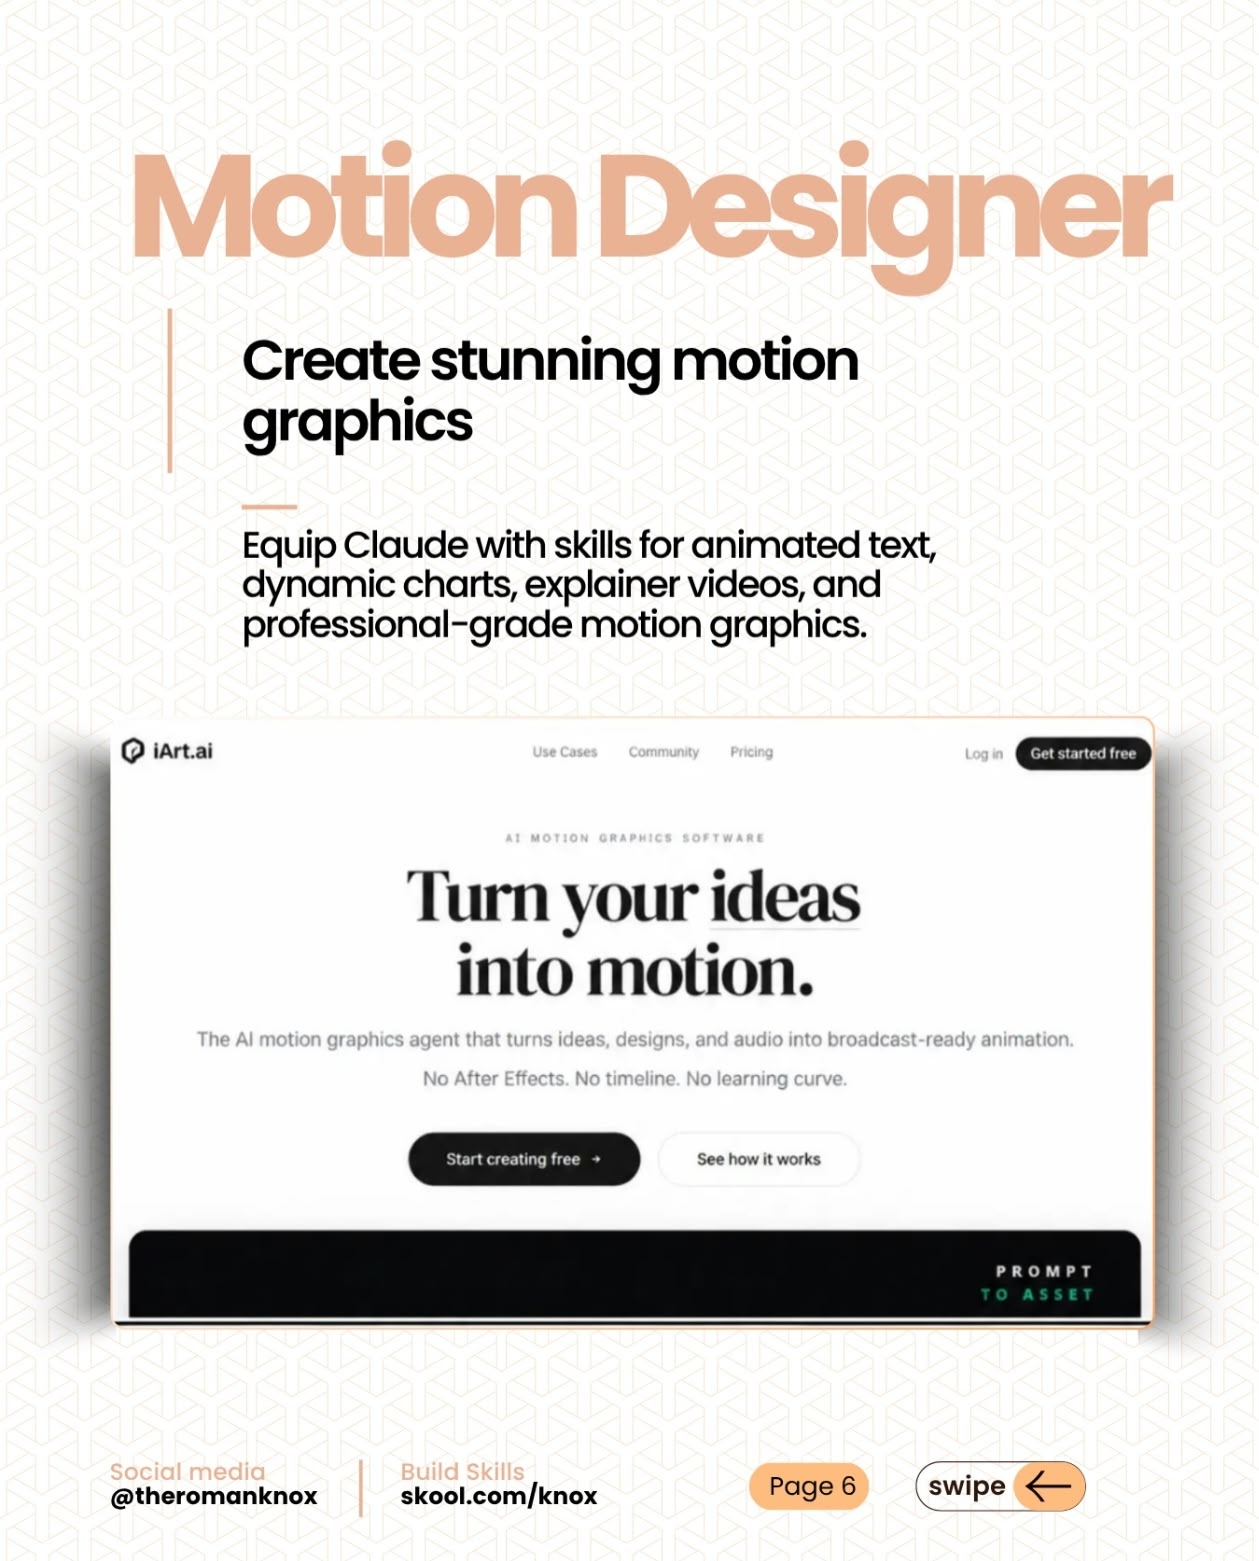 Motion Designer
Create stunning motion
graphics
Equip Claude with skills for animated text,
dynamic charts, explainer videos, and
professional-grade motion graphics.
iArt.ai
Use Cases
Community
Pricing
Log in
Get started free
AI MOTION GRAPHICS SOFTWARE
Turn your ideas
into motion.
The AI motion graphics agent that turns ideas, designs, and audio into broadcast-ready animation.
No After Effects. No timeline. No learning curve.
Start creating free →
See how it works
PROMPT
TO ASSET
Social media
@theromanknox
Build Skills
skool.com/knox
Page 6
swipe